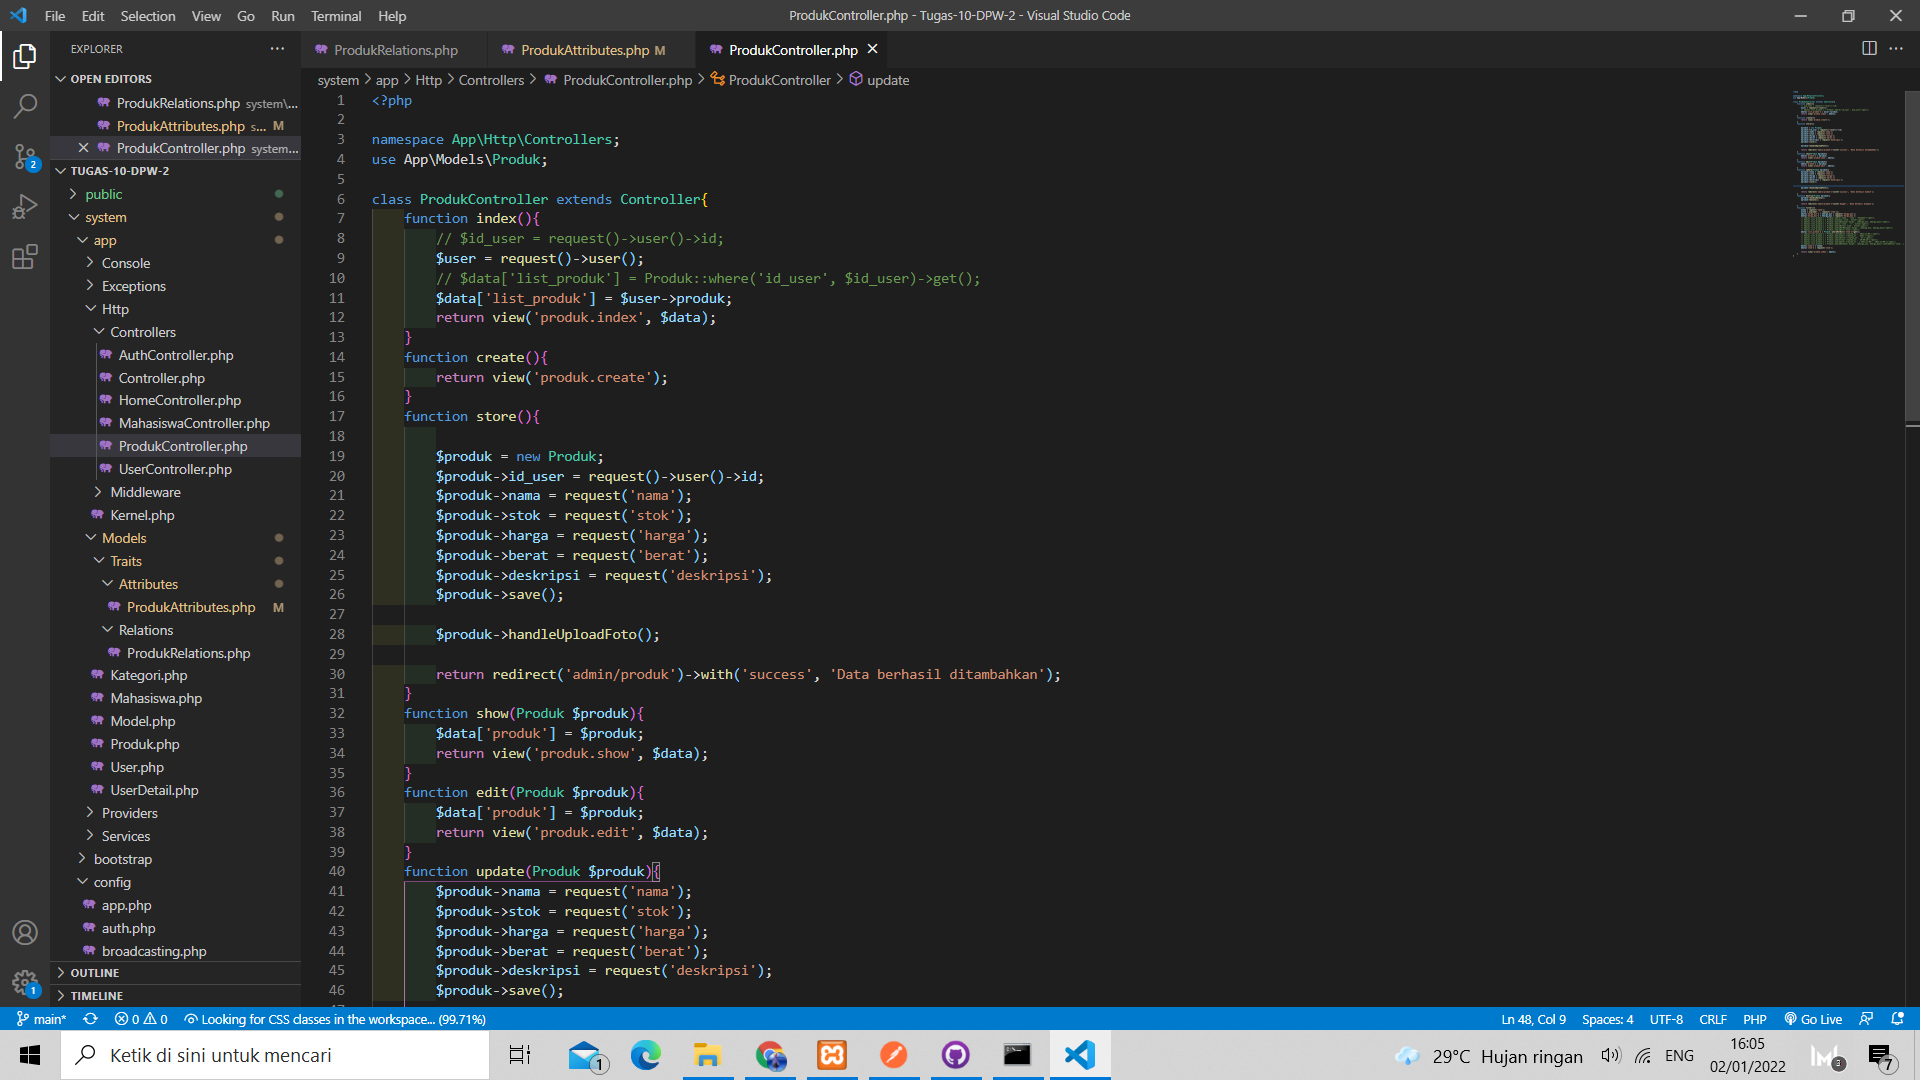 File Edit Selection View Go Run Terminal Help
ProdukController.php - Tugas-10-DPW-2 - Visual Studio Code
EXPLORER
OPEN EDITORS
ProdukRelations.php system\...
ProdukAttributes.php s... M
ProdukController.php system...
TUGAS-10-DPW-2
public
system
app
Console
Exceptions
Http
Controllers
AuthController.php
Controller.php
HomeController.php
MahasiswaController.php
ProdukController.php
UserController.php
Middleware
Kernel.php
Models
Traits
Attributes
ProdukAttributes.php M
Relations
ProdukRelations.php
Kategori.php
Mahasiswa.php
Model.php
Produk.php
User.php
UserDetail.php
Providers
Services
bootstrap
config
app.php
auth.php
broadcasting.php
OUTLINE
TIMELINE
2
1
ProdukRelations.php
ProdukAttributes.php M
ProdukController.php
system > app > Http > Controllers > ProdukController.php > ProdukController > update
1 <?php
2
3 namespace App\Http\Controllers;
4 use App\Models\Produk;
5
6 class ProdukController extends Controller{
7 function index(){
8 // $id_user = request()->user()->id;
9 $user = request()->user();
10 // $data['list_produk'] = Produk::where('id_user', $id_user)->get();
11 $data['list_produk'] = $user->produk;
12 return view('produk.index', $data);
13 }
14 function create(){
15 return view('produk.create');
16 }
17 function store(){
18
19 $produk = new Produk;
20 $produk->id_user = request()->user()->id;
21 $produk->nama = request('nama');
22 $produk->stok = request('stok');
23 $produk->harga = request('harga');
24 $produk->berat = request('berat');
25 $produk->deskripsi = request('deskripsi');
26 $produk->save();
27
28 $produk->handleUploadFoto();
29
30 return redirect('admin/produk')->with('success', 'Data berhasil ditambahkan');
31 }
32 function show(Produk $produk){
33 $data['produk'] = $produk;
34 return view('produk.show', $data);
35 }
36 function edit(Produk $produk){
37 $data['produk'] = $produk;
38 return view('produk.edit', $data);
39 }
40 function update(Produk $produk){
41 $produk->nama = request('nama');
42 $produk->stok = request('stok');
43 $produk->harga = request('harga');
44 $produk->berat = request('berat');
45 $produk->deskripsi = request('deskripsi');
46 $produk->save();
main* 0 0 Looking for CSS classes in the workspace... (99.71%)
Ln 48, Col 9 Spaces: 4 UTF-8 CRLF PHP Go Live
Ketik di sini untuk mencari
1
29°C Hujan ringan ENG
16:05
02/01/2022
3
7